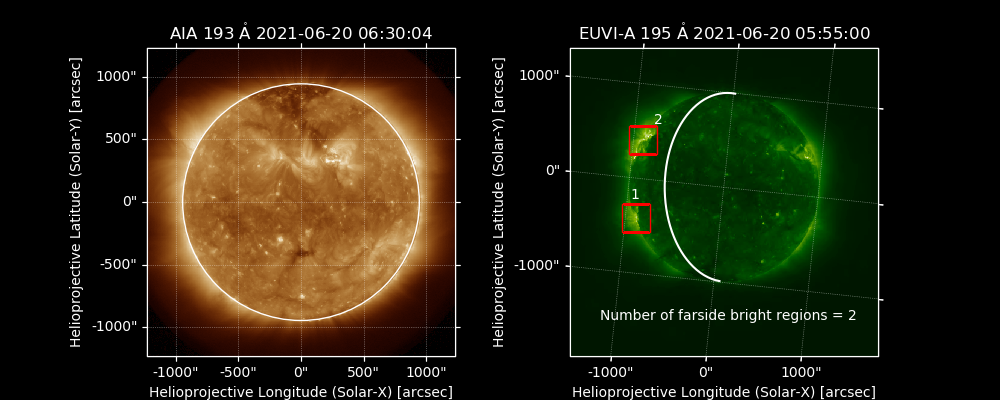 AIA 193 Å 2021-06-20 06:30:04
Helioprojective Latitude (Solar-Y) [arcsec]
1000"
500"
0"
-500"
-1000"
-1000"
-500"
0"
500"
1000"
Helioprojective Longitude (Solar-X) [arcsec]
EUVI-A 195 Å 2021-06-20 05:55:00
Helioprojective Latitude (Solar-Y) [arcsec]
1000"
0"
-1000"
2
1
Number of farside bright regions = 2
-1000"
0"
1000"
Helioprojective Longitude (Solar-X) [arcsec]